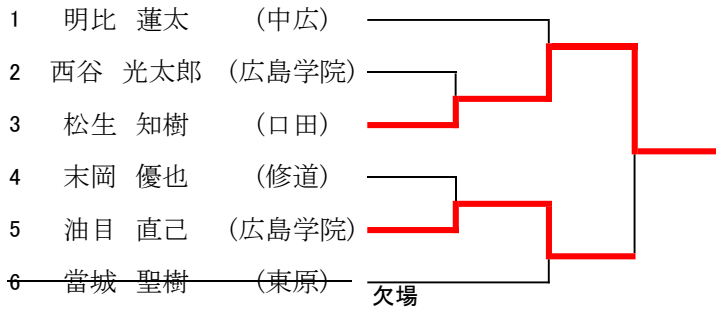 1 明比 蓮太 (中広)
2 西谷 光太郎 (広島学院)
3 松生 知樹 (口田)
4 末岡 優也 (修道)
5 油目 直己 (広島学院)
6 當城 聖樹 (東原)
欠場